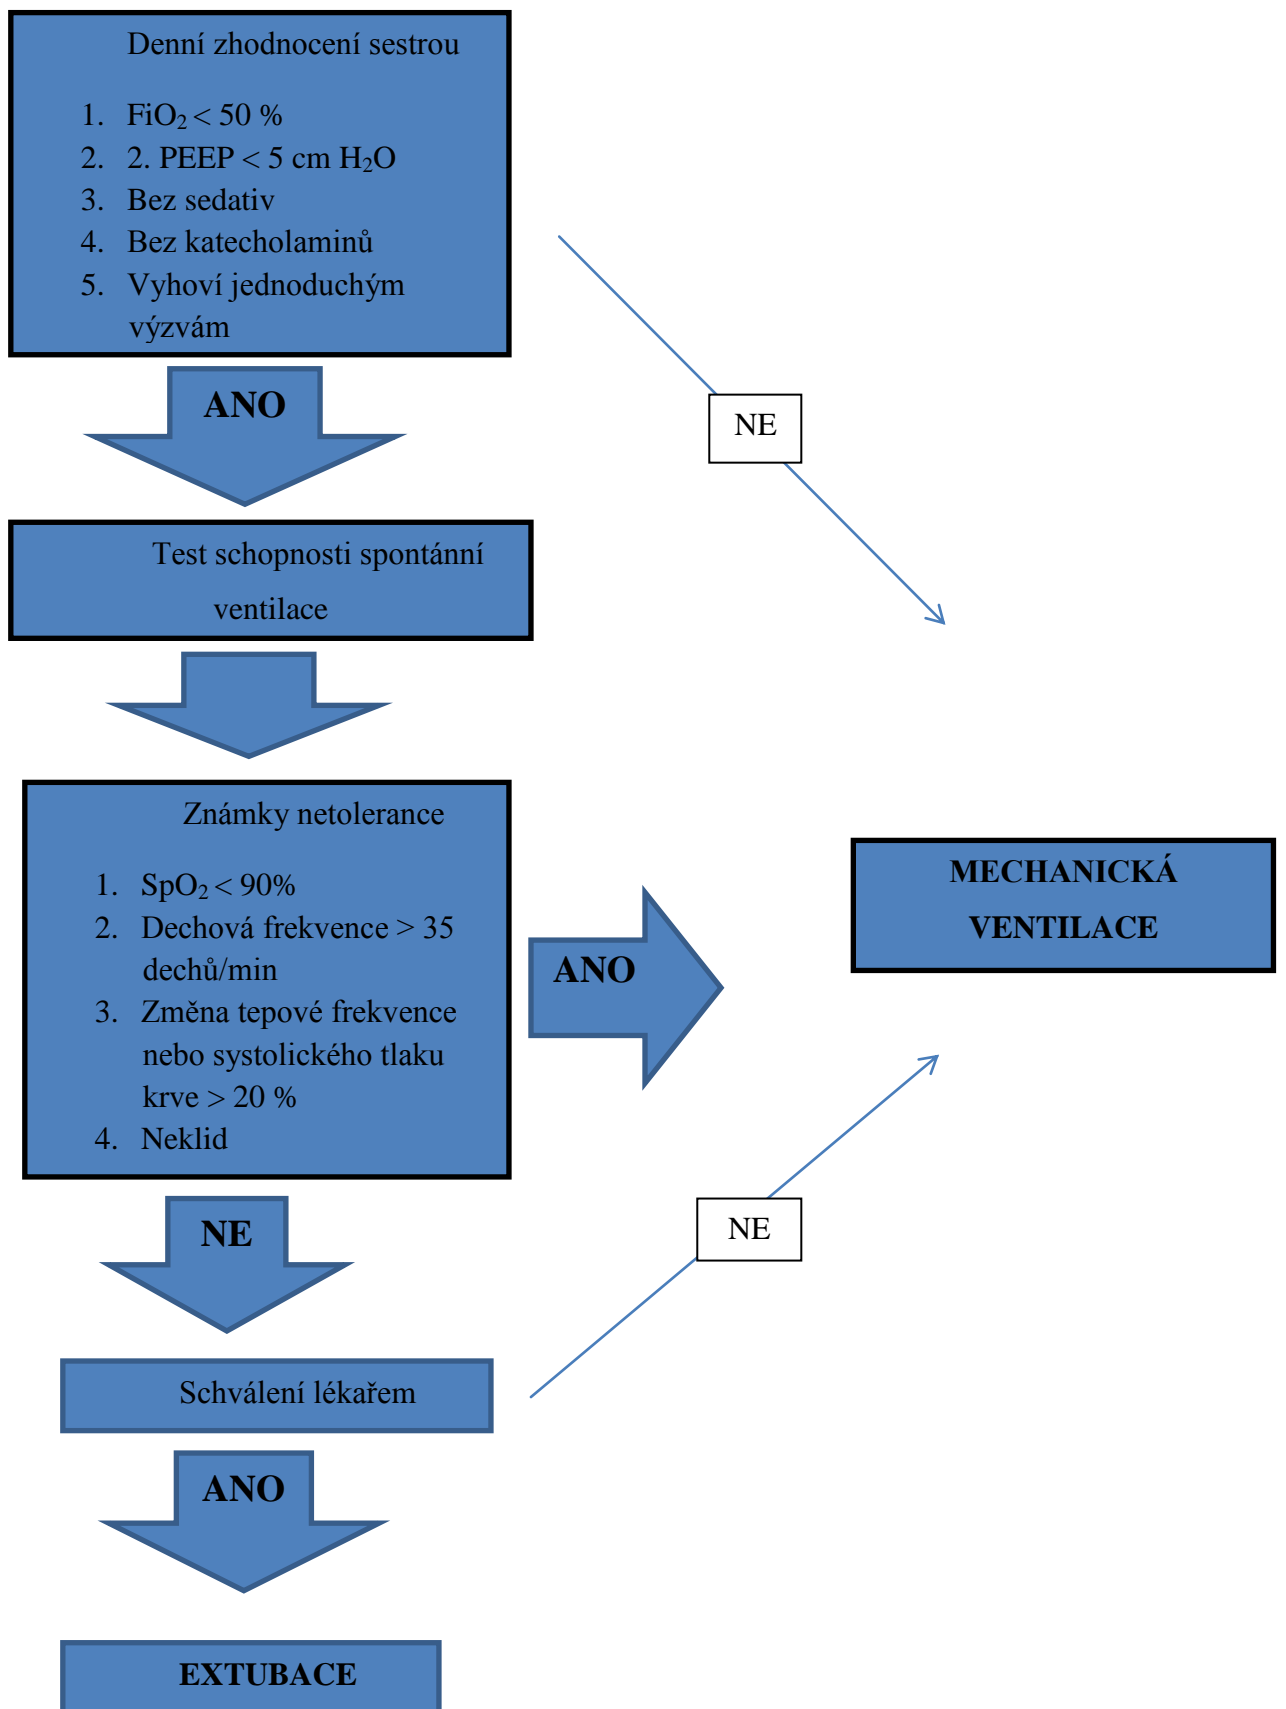 Denní zhodnocení sestrou
1. FiO₂ < 50 %
2. 2. PEEP < 5 cm H₂O
3. Bez sedativ
4. Bez katecholaminů
5. Vyhoví jednoduchým
výzvám
ANO
NE
Test schopnosti spontánní
ventilace
Známky netolerance
1. SpO₂ < 90%
2. Dechová frekvence > 35
dechů/min
3. Změna tepové frekvence
nebo systolického tlaku
krve > 20 %
4. Neklid
ANO
MECHANICKÁ
VENTILACE
NE
NE
Schválení lékařem
ANO
EXTUBACE